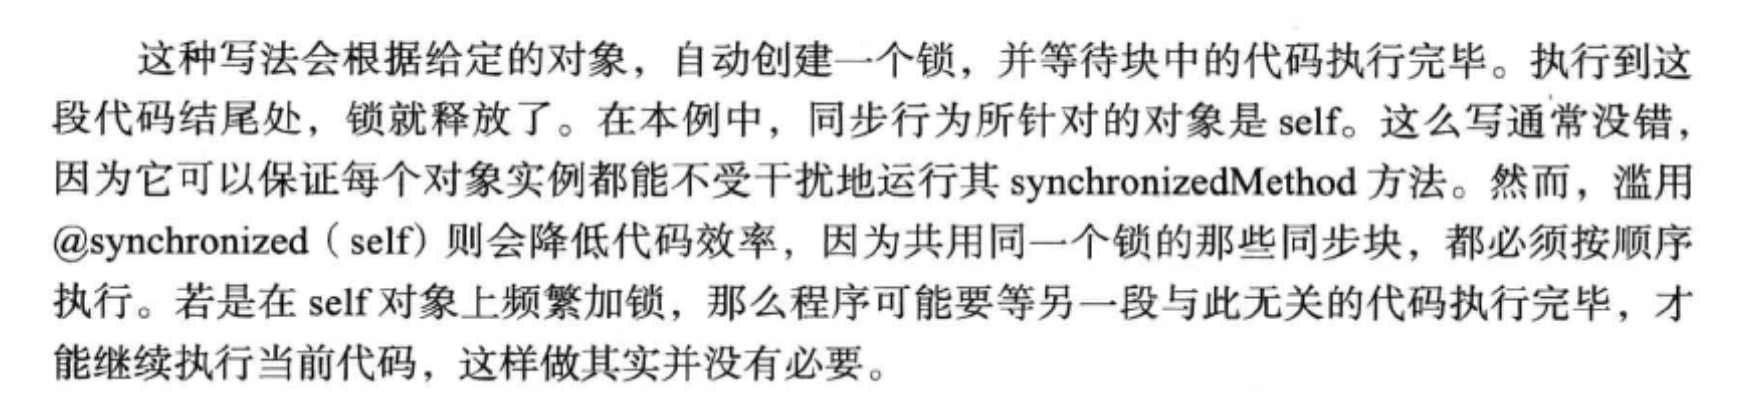 这种写法会根据给定的对象，自动创建一个锁，并等待块中的代码执行完毕。执行到这
段代码结尾处，锁就释放了。在本例中，同步行为所针对的对象是 self。这么写通常没错，
因为它可以保证每个对象实例都能不受干扰地运行其 synchronizedMethod 方法。然而，滥用
@synchronized（self）则会降低代码效率，因为共用同一个锁的那些同步块，都必须按顺序
执行。若是在 self 对象上频繁加锁，那么程序可能要等另一段与此无关的代码执行完毕，才
能继续执行当前代码，这样做其实并没有必要。